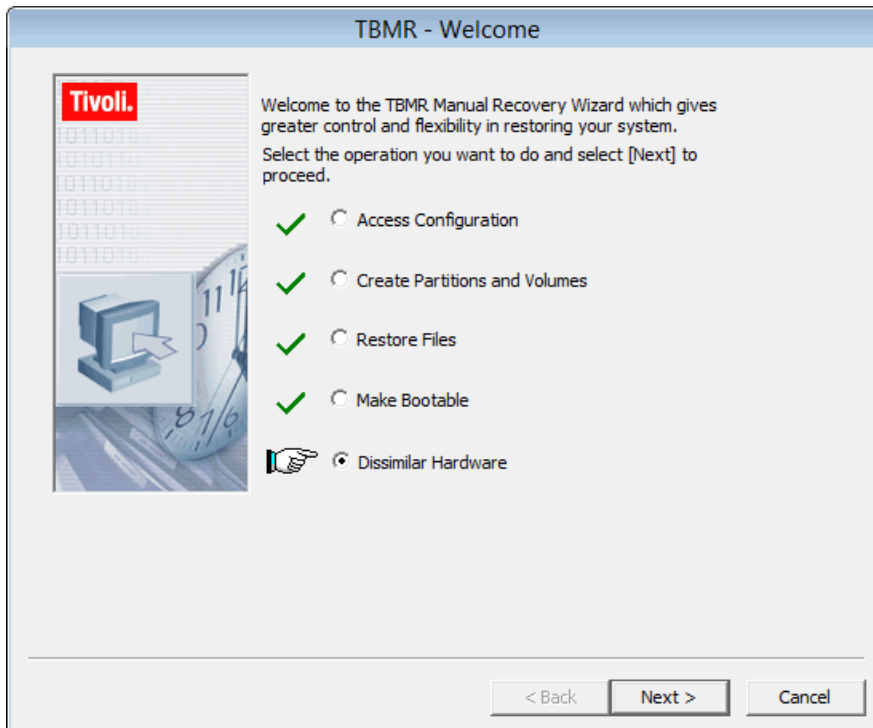 TBMR - Welcome
Tivoli.
Welcome to the TBMR Manual Recovery Wizard which gives
greater control and flexibility in restoring your system.
Select the operation you want to do and select [Next] to
proceed.
Access Configuration
Create Partitions and Volumes
Restore Files
Make Bootable
Dissimilar Hardware
< Back
Next >
Cancel